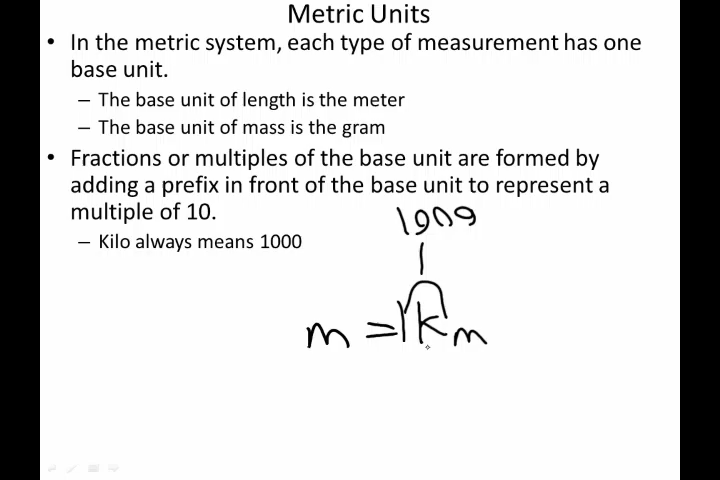 Metric Units
• In the metric system, each type of measurement has one
base unit.
– The base unit of length is the meter
– The base unit of mass is the gram
• Fractions or multiples of the base unit are formed by
adding a prefix in front of the base unit to represent a
multiple of 10.
– Kilo always means 1000
1000
m = 1km